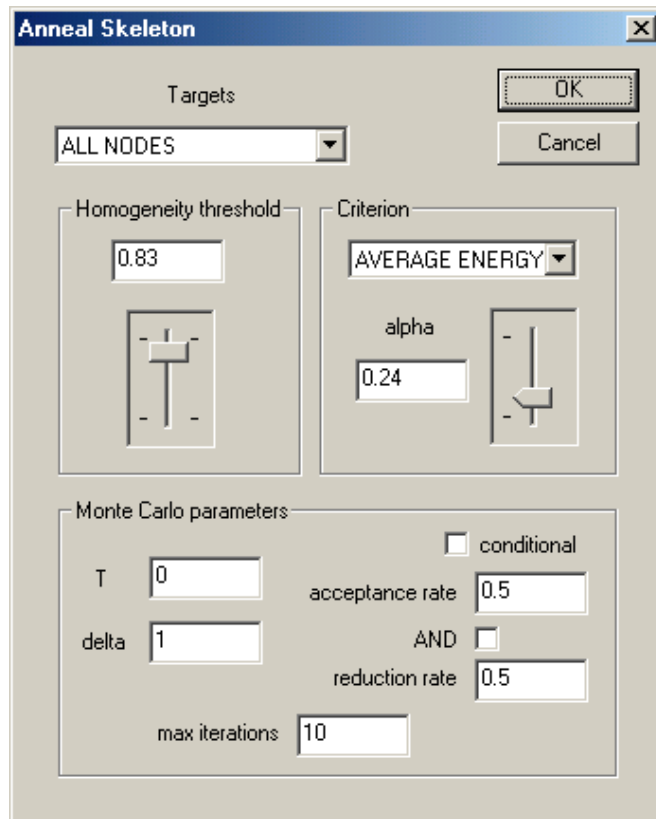 Anneal Skeleton
Targets
OK
ALL NODES
Cancel
Homogeneity threshold
0.83
Criterion
AVERAGE ENERGY
alpha
0.24
Monte Carlo parameters
conditional
T 0
acceptance rate 0.5
delta 1
AND
reduction rate 0.5
max iterations 10